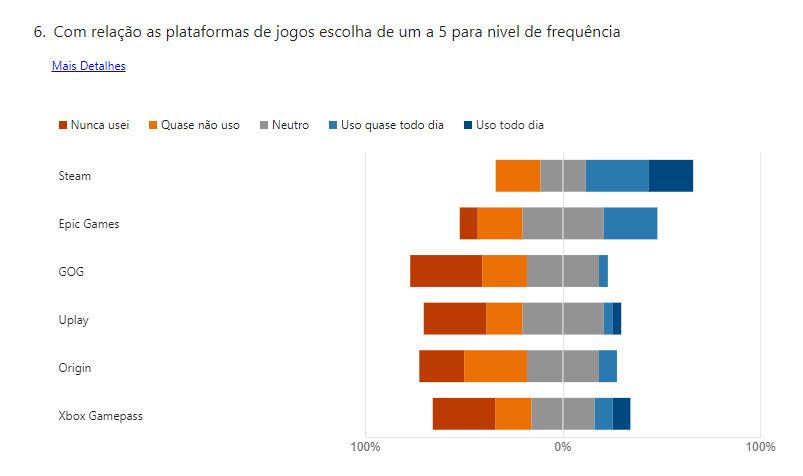 6. Com relação as plataformas de jogos escolha de um a 5 para nivel de frequência
Mais Detalhes
Nunca usei Quase não uso Neutro Uso quase todo dia Uso todo dia
Steam
Epic Games
GOG
Uplay
Origin
Xbox Gamepass
100% 0% 100%